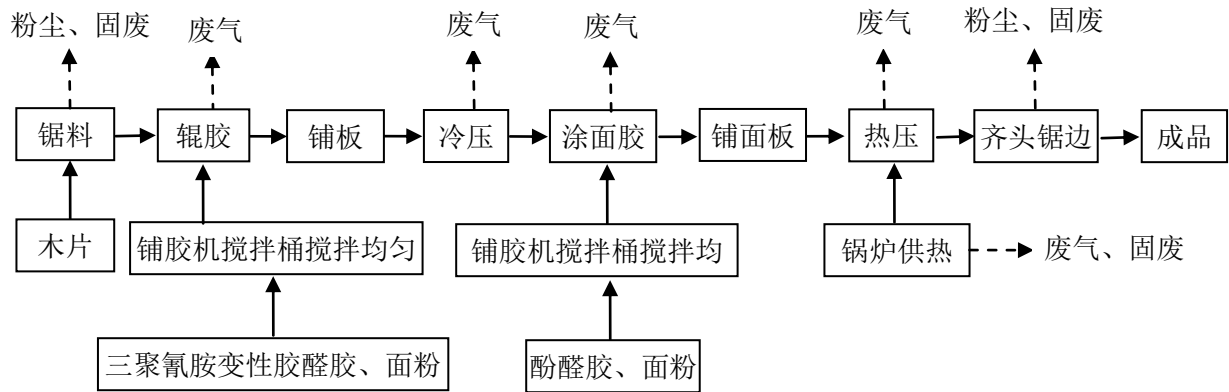 粉尘、固废
废气
废气
废气
废气
粉尘、固废
锯料
辊胶
铺板
冷压
涂面胶
铺面板
热压
齐头锯边
成品
木片
铺胶机搅拌桶搅拌均匀
铺胶机搅拌桶搅拌均
锅炉供热
废气、固废
三聚氰胺变性胶醛胶、面粉
酚醛胶、面粉